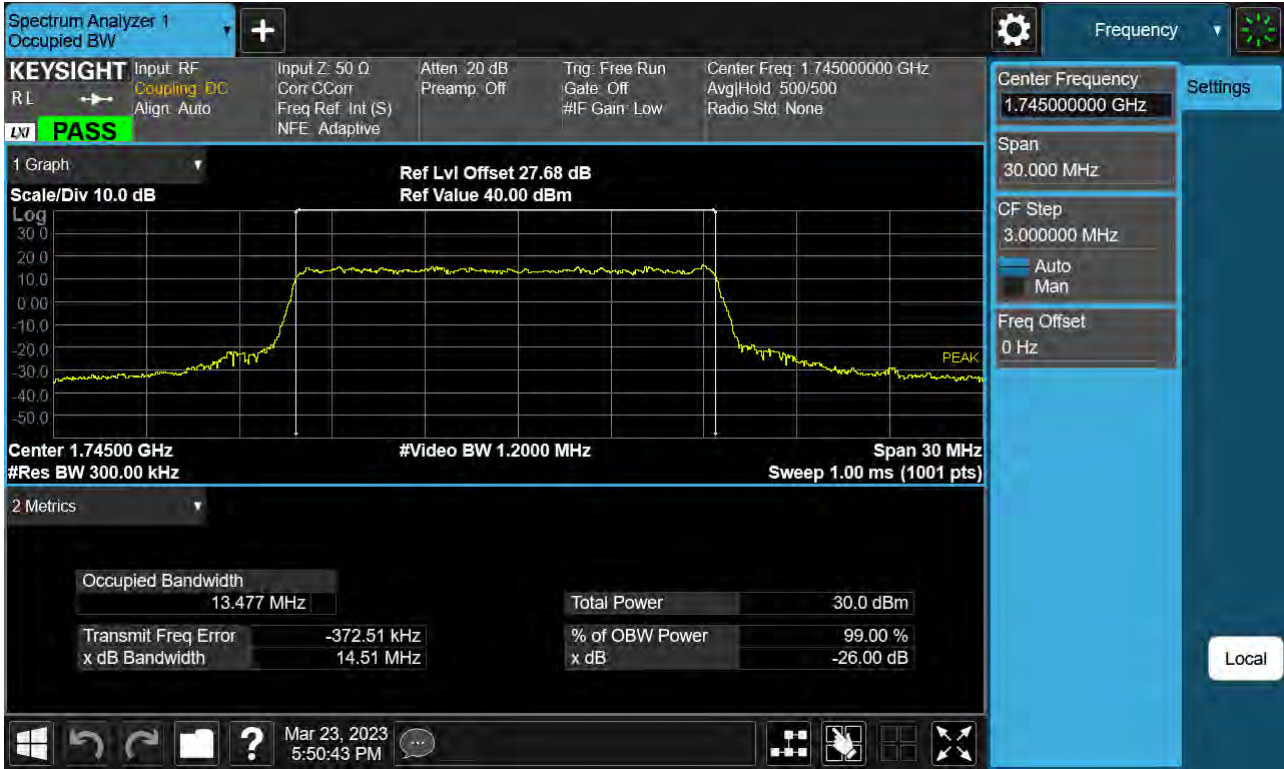 Spectrum Analyzer 1
Occupied BW
Frequency
KEYSIGHT
R L
LXI
PASS
Input: RF
Coupling: DC
Align: Auto
Input Z: 50 Ω
Corr CCorr
Freq Ref: Int (S)
NFE: Adaptive
Atten: 20 dB
Preamp: Off
Trig: Free Run
Gate: Off
#IF Gain: Low
Center Freq: 1.745000000 GHz
Avg|Hold: 500/500
Radio Std: None
Center Frequency
1.745000000 GHz
Settings
Span
30.000 MHz
CF Step
3.000000 MHz
Auto
Man
Freq Offset
0 Hz
Local
1 Graph
Scale/Div 10.0 dB
Ref Lvl Offset 27.68 dB
Ref Value 40.00 dBm
Log
30.0
20.0
10.0
0.00
-10.0
-20.0
-30.0
-40.0
-50.0
PEAK
Center 1.74500 GHz
#Video BW 1.2000 MHz
Span 30 MHz
#Res BW 300.00 kHz
Sweep 1.00 ms (1001 pts)
2 Metrics
Occupied Bandwidth
13.477 MHz
Total Power 30.0 dBm
Transmit Freq Error -372.51 kHz
% of OBW Power 99.00 %
x dB Bandwidth 14.51 MHz
x dB -26.00 dB
?
Mar 23, 2023
5:50:43 PM